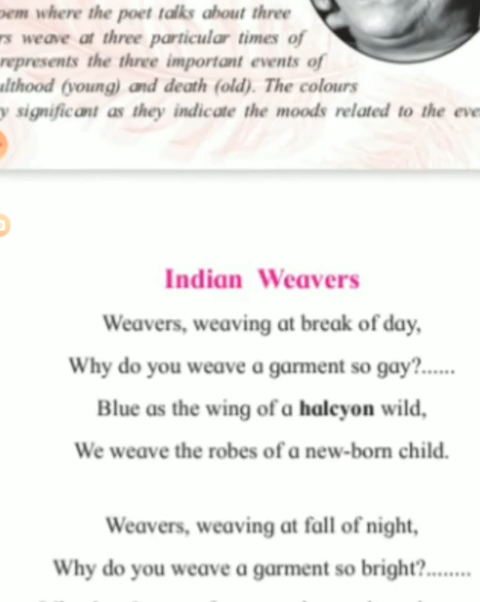 oem where the poet talks about three
rs weave at three particular times of
represents the three important events of
ulthood (young) and death (old). The colours
y significant as they indicate the moods related to the eve
Indian Weavers
Weavers, weaving at break of day,
Why do you weave a garment so gay?......
Blue as the wing of a halcyon wild,
We weave the robes of a new-born child.
Weavers, weaving at fall of night,
Why do you weave a garment so bright?........